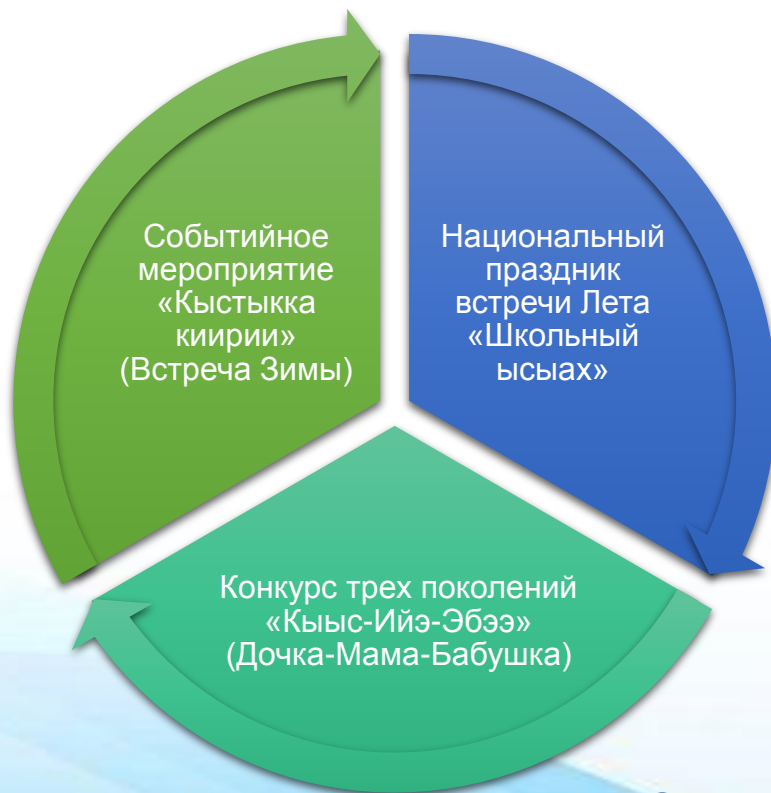 Событийное
мероприятие
«Кыстыкка
киирии»
(Встреча Зимы)
Национальный
праздник
встречи Лета
«Школьный
ысыах»
Конкурс трех поколений
«Кыыс-Ийэ-Эбээ»
(Дочка-Мама-Бабушка)